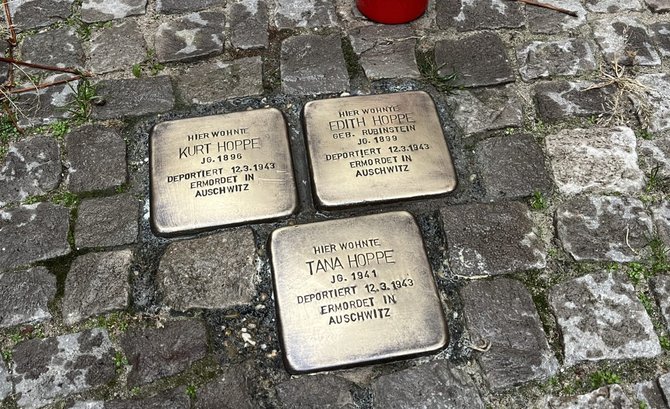 HIER WOHNTE
KURT HOPPE
JG. 1896
DEPORTIERT 12.3.1943
ERMORDET IN
AUSCHWITZ
HIER WOHNTE
EDITH HOPPE
GEB. RUBINSTEIN
JG. 1899
DEPORTIERT 12.3.1943
ERMORDET IN
AUSCHWITZ
HIER WOHNTE
TANA HOPPE
JG. 1941
DEPORTIERT 12.3.1943
ERMORDET IN
AUSCHWITZ